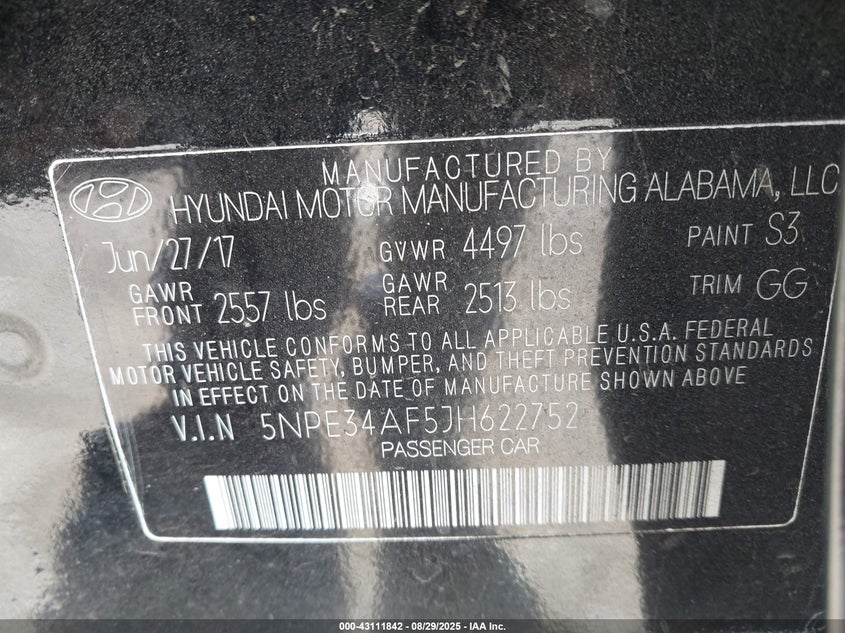 MANUFACTURED BY
HYUNDAI MOTOR MANUFACTURING ALABAMA, LLC
Jun/27/17 GVWR 4497 lbs PAINT S3
GAWR FRONT 2557 lbs GAWR REAR 2513 lbs TRIM GG
THIS VEHICLE CONFORMS TO ALL APPLICABLE U.S.A. FEDERAL
MOTOR VEHICLE SAFETY, BUMPER, AND THEFT PREVENTION STANDARDS
IN EFFECT ON THE DATE OF MANUFACTURE SHOWN ABOVE
V.I.N 5NPE34AF5JH622752
PASSENGER CAR
000-43111842 - 08/29/2025 - IAA Inc.